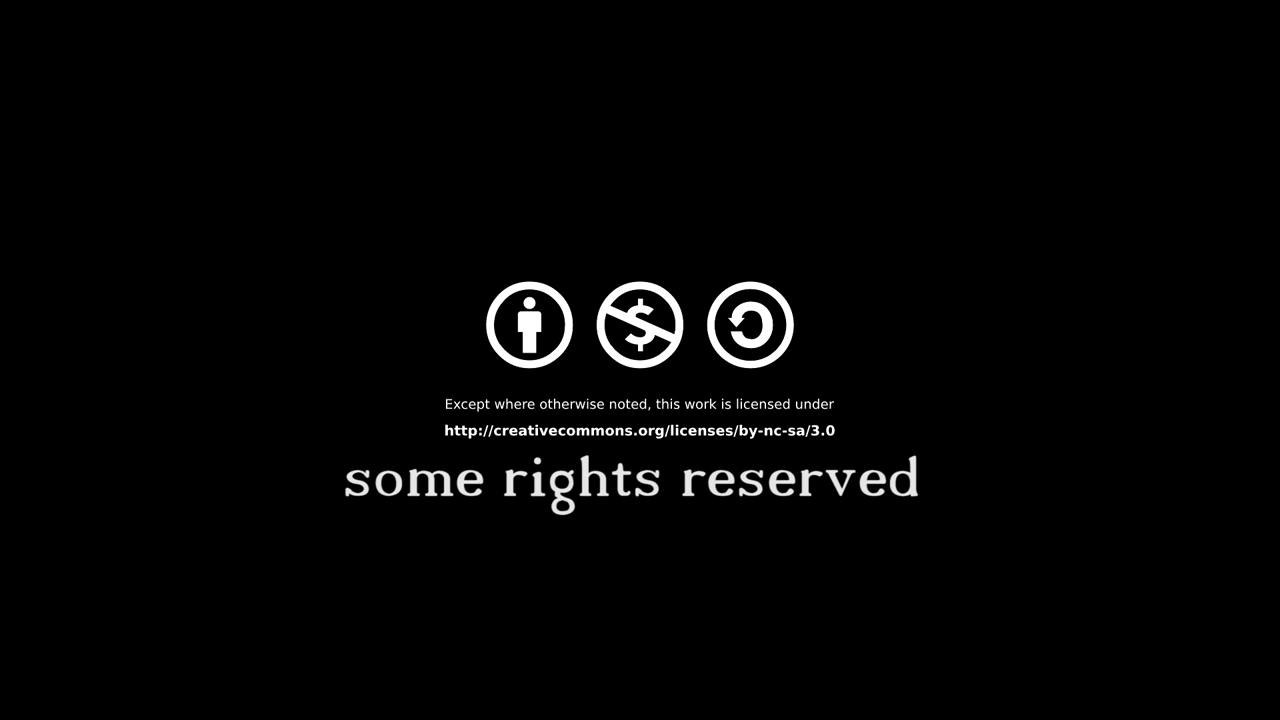 Except where otherwise noted, this work is licensed under
http://creativecommons.org/licenses/by-nc-sa/3.0
some rights reserved